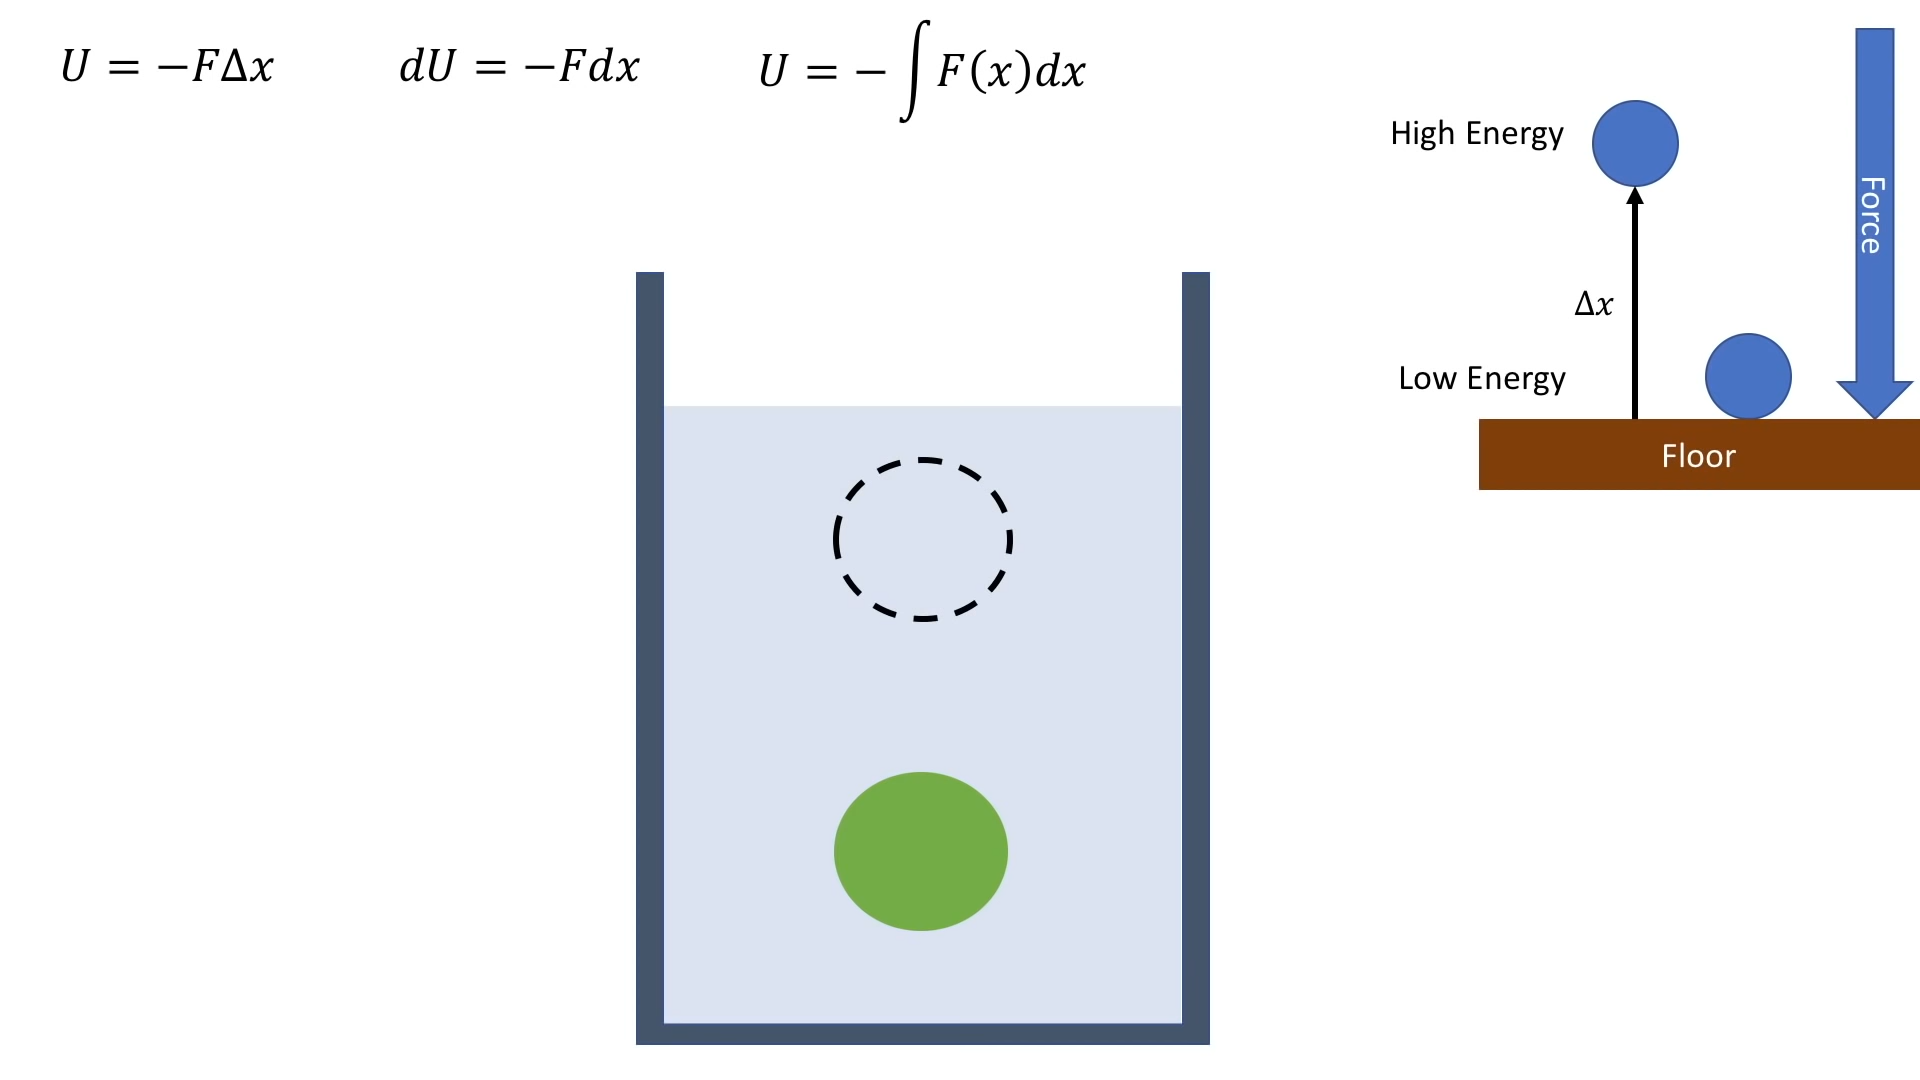 U = −FΔx
dU = −Fdx
U = −∫F(x)dx
High Energy
Force
Δx
Low Energy
Floor